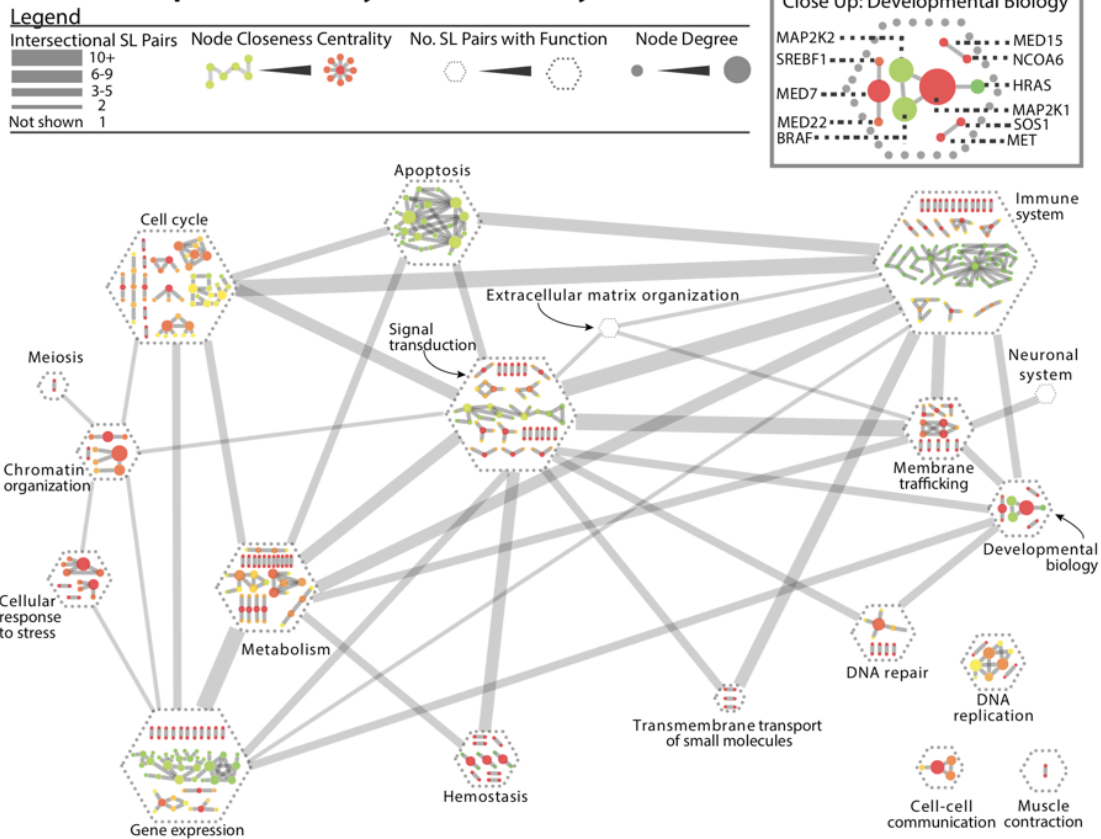 Close Up: Developmental Biology
Legend
Intersectional SL Pairs
10+
6-9
3-5
2
Not shown 1
Node Closeness Centrality
No. SL Pairs with Function
Node Degree
MAP2K2
SREBF1
MED7
MED22
BRAF
MED15
NCOA6
HRAS
MAP2K1
SOS1
MET
Apoptosis
Cell cycle
Immune
system
Extracellular matrix organization
Signal
transduction
Meiosis
Neuronal
system
Chromatin
organization
Membrane
trafficking
Developmental
biology
Cellular
response
to stress
Metabolism
DNA repair
DNA
replication
Transmembrane transport
of small molecules
Hemostasis
Cell-cell
communication
Muscle
contraction
Gene expression